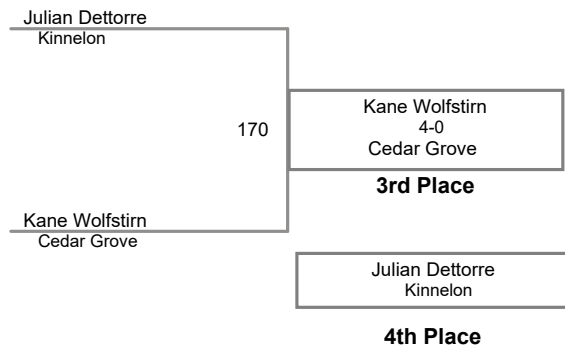 Julian Dettorre
Kinnelon
170
Kane Wolfstirn
4-0
Cedar Grove
3rd Place
Kane Wolfstirn
Cedar Grove
Julian Dettorre
Kinnelon
4th Place